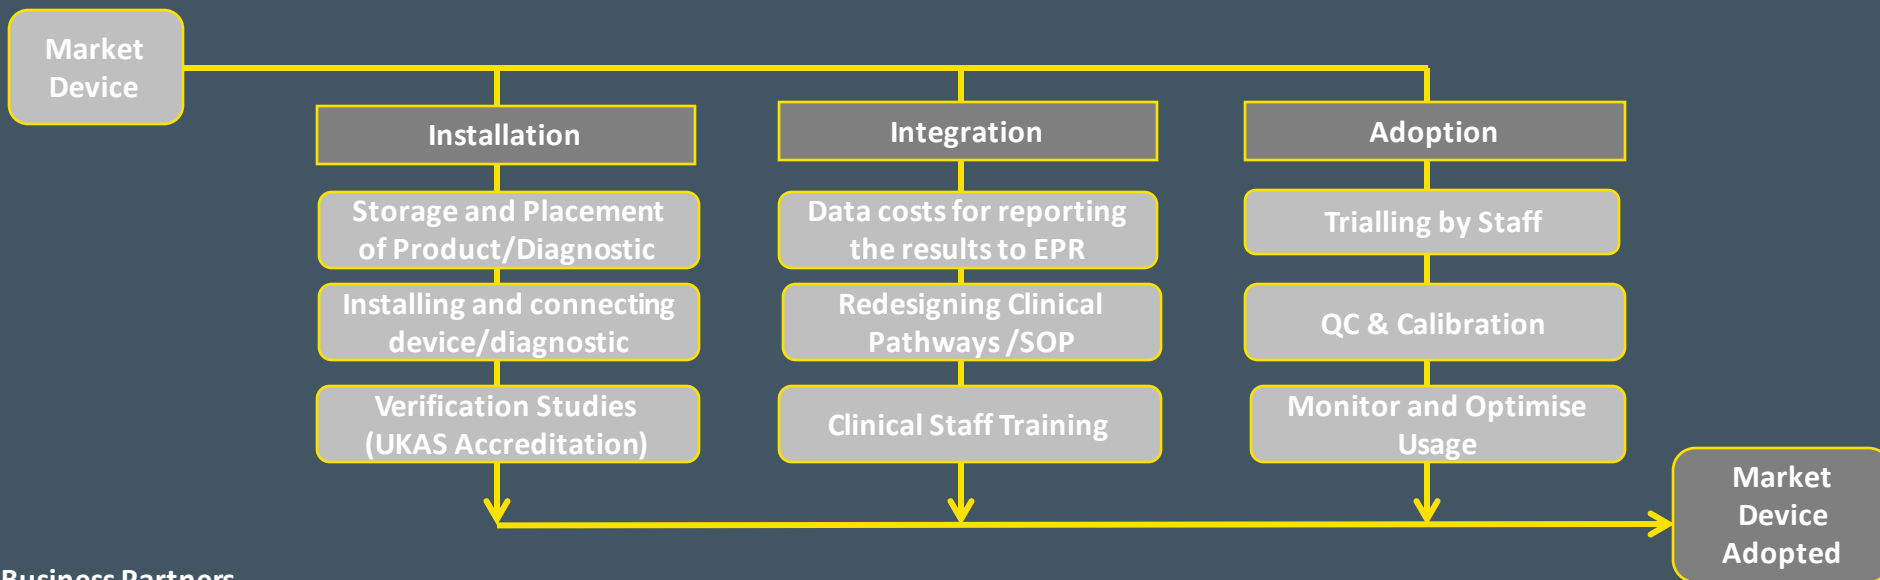 Market
Device
Installation
Integration
Adoption
Storage and Placement
of Product/Diagnostic
Data costs for reporting
the results to EPR
Trialling by Staff
Installing and connecting
device/diagnostic
Redesigning Clinical
Pathways /SOP
QC & Calibration
Verification Studies
(UKAS Accreditation)
Clinical Staff Training
Monitor and Optimise
Usage
Market
Device
Adopted
Business Partners